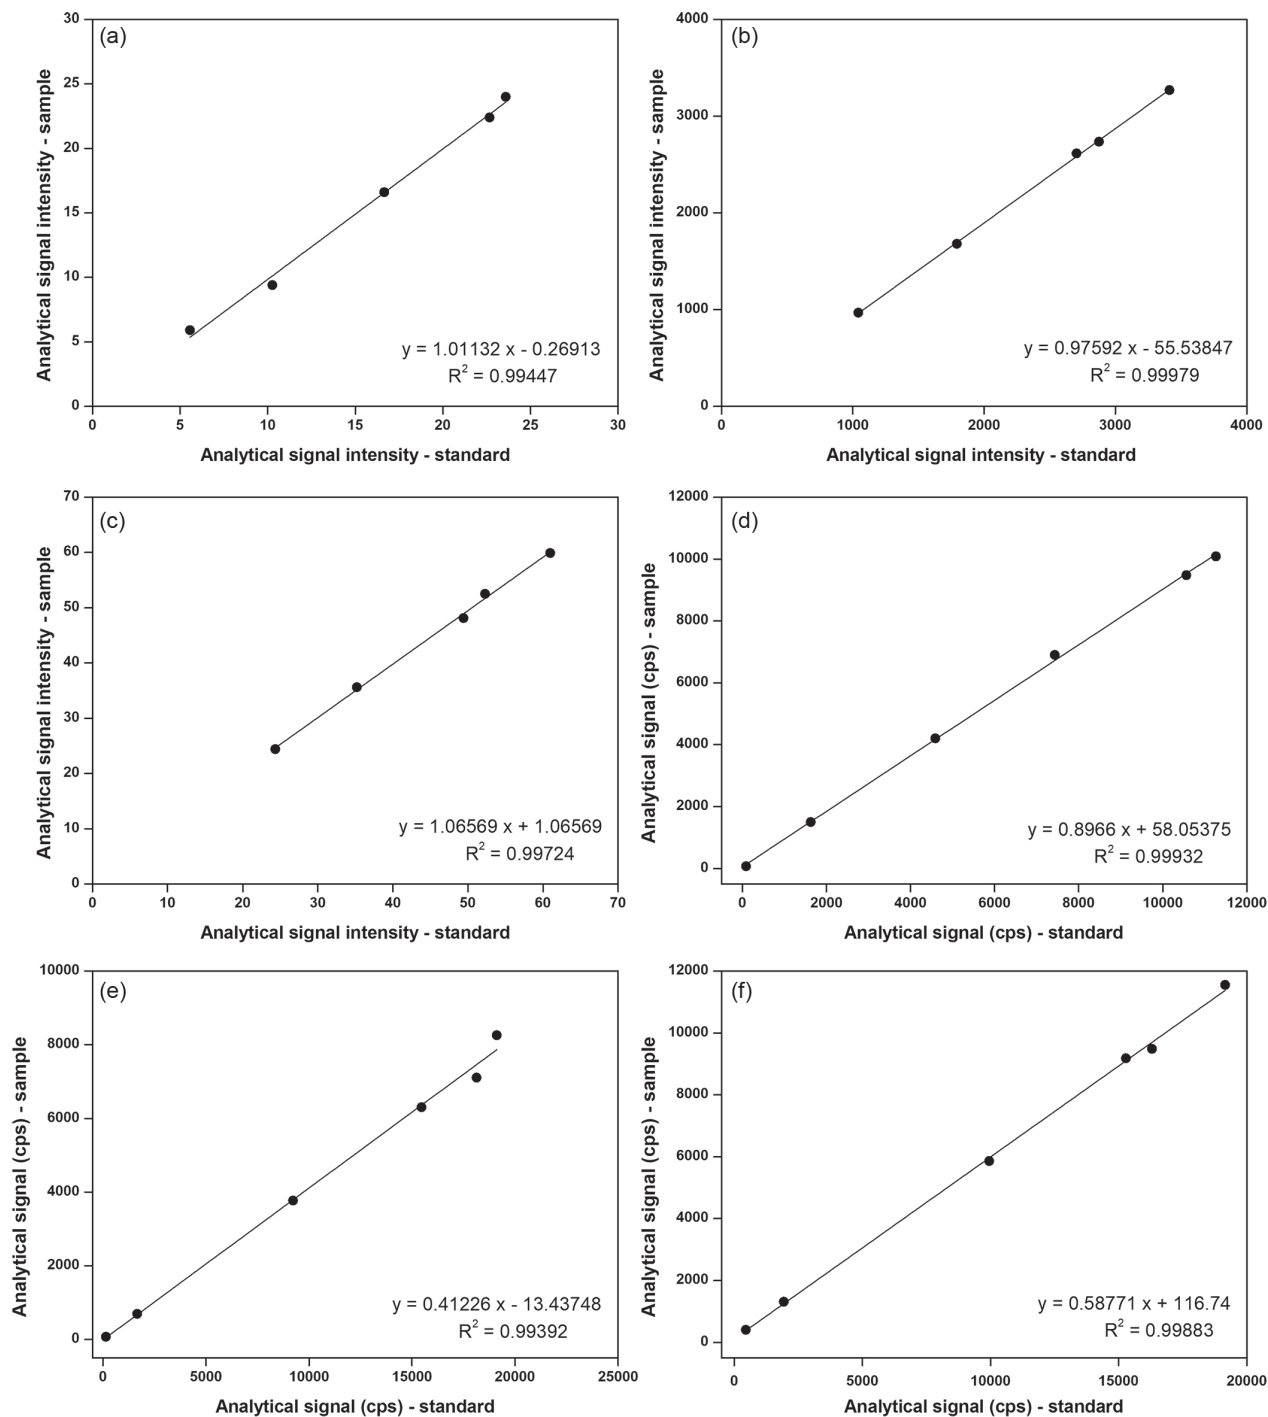 (a)
30
25
20
15
10
5
0
Analytical signal intensity - sample
y = 1.01132 x - 0.26913
R² = 0.99447
0 5 10 15 20 25 30
Analytical signal intensity - standard
(b)
4000
3000
2000
1000
0
Analytical signal intensity - sample
y = 0.97592 x - 55.53847
R² = 0.99979
0 1000 2000 3000 4000
Analytical signal intensity - standard
(c)
70
60
50
40
30
20
10
0
Analytical signal intensity - sample
y = 1.06569 x + 1.06569
R² = 0.99724
0 10 20 30 40 50 60 70
Analytical signal intensity - standard
(d)
12000
10000
8000
6000
4000
2000
0
Analytical signal (cps) - sample
y = 0.8966 x + 58.05375
R² = 0.99932
0 2000 4000 6000 8000 10000 12000
Analytical signal (cps) - standard
(e)
10000
8000
6000
4000
2000
0
Analytical signal (cps) - sample
y = 0.41226 x - 13.43748
R² = 0.99392
0 5000 10000 15000 20000 25000
Analytical signal (cps) - standard
(f)
12000
10000
8000
6000
4000
2000
0
Analytical signal (cps) - sample
y = 0.58771 x + 116.74
R² = 0.99883
0 5000 10000 15000 20000
Analytical signal (cps) - standard